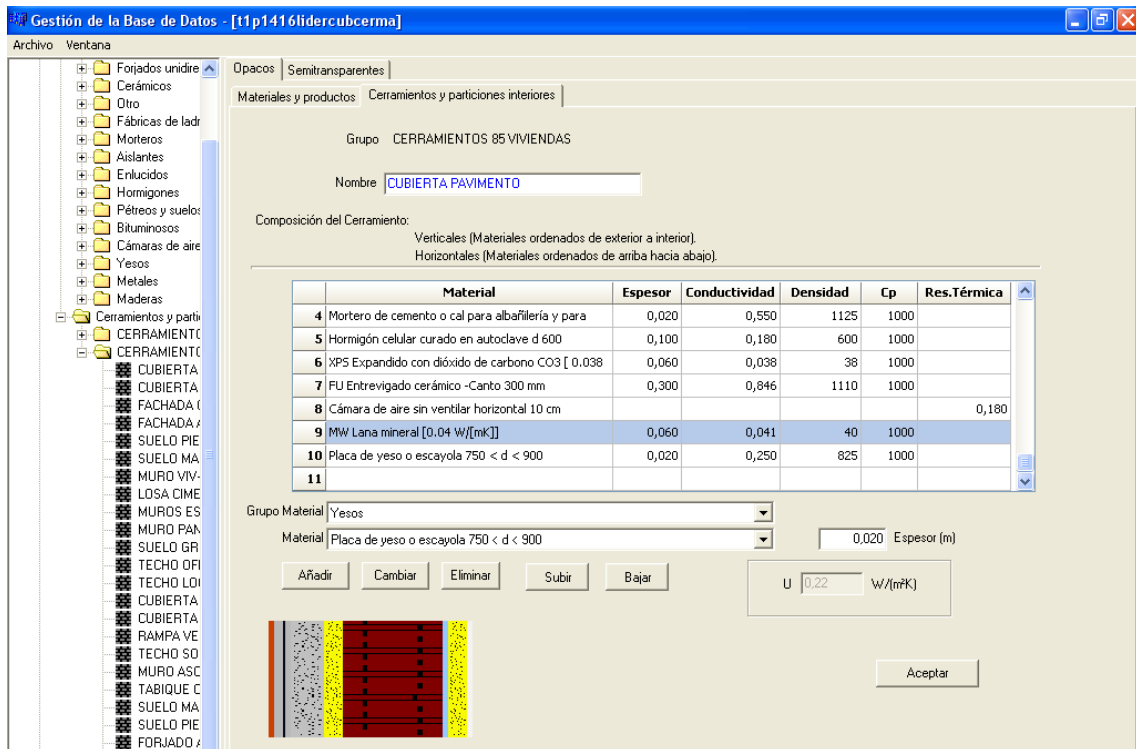 Gestión de la Base de Datos - [t1p1416lidercubcerma]
Archivo Ventana
Forjados unidire
Cerámicos
Otro
Fábricas de ladr
Morteros
Aislantes
Enlucidos
Hormigones
Pétreos y suelos
Bituminosos
Cámaras de aire
Yesos
Metales
Maderas
Cerramientos y parti
CERRAMIENTO
CERRAMIENTO
CUBIERTA
CUBIERTA
FACHADA (
FACHADA A
SUELO PIE
SUELO MA
MURO VIV-
LOSA CIME
MUROS ES
MURO PAN
SUELO GR
TECHO OFI
TECHO LOI
CUBIERTA
CUBIERTA
RAMPA VE
TECHO SO
MURO ASC
TABIQUE C
SUELO MA
SUELO PIE
FORJADO A
Opacos Semitransparentes
Materiales y productos Cerramientos y particiones interiores
Grupo CERRAMIENTOS 85 VIVIENDAS
Nombre CUBIERTA PAVIMENTO
Composición del Cerramiento:
Verticales (Materiales ordenados de exterior a interior).
Horizontales (Materiales ordenados de arriba hacia abajo).
Material Espesor Conductividad Densidad Cp Res.Térmica
4 Mortero de cemento o cal para albañilería y para 0,020 0,550 1125 1000
5 Hormigón celular curado en autoclave d 600 0,100 0,180 600 1000
6 XPS Expandido con dióxido de carbono CO3 [ 0.038 0,060 0,038 38 1000
7 FU Entrevigado cerámico -Canto 300 mm 0,300 0,846 1110 1000
8 Cámara de aire sin ventilar horizontal 10 cm 0,180
9 MW Lana mineral [0.04 W/[mK]] 0,060 0,041 40 1000
10 Placa de yeso o escayola 750 < d < 900 0,020 0,250 825 1000
11
Grupo Material Yesos
Material Placa de yeso o escayola 750 < d < 900 0,020 Espesor (m)
Añadir Cambiar Eliminar Subir Bajar
U 0,22 W/(m²K)
Aceptar